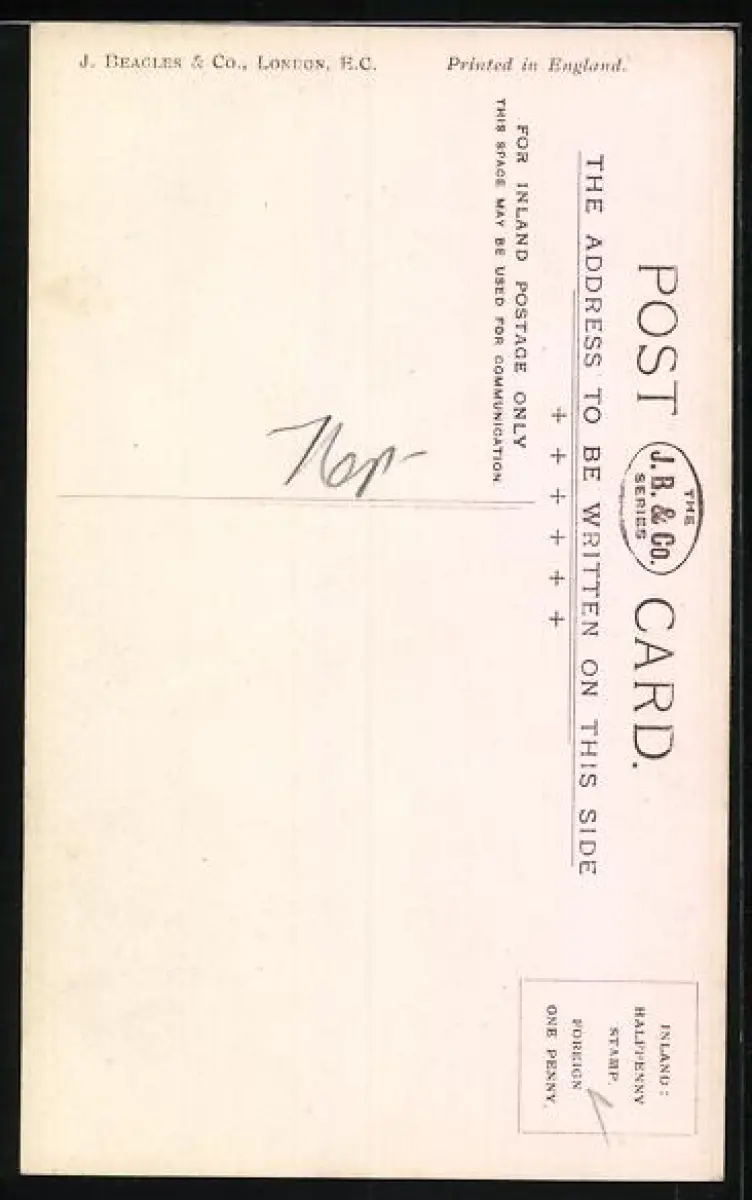 J. BEAGLES & CO., LONDON, E.C.
Printed in England.
POST CARD.
THE
J. B. & Co.
SERIES
THE ADDRESS TO BE WRITTEN ON THIS SIDE
+ + + + + +
FOR INLAND POSTAGE ONLY
THIS SPACE MAY BE USED FOR COMMUNICATION
INLAND:
HALFPENNY
STAMP.
FOREIGN
ONE PENNY.